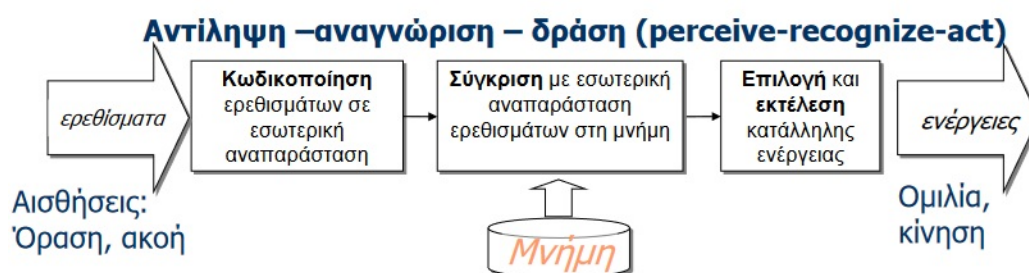 Αντίληψη –αναγνώριση – δράση (perceive-recognize-act)
ερεθίσματα
Κωδικοποίηση
ερεθισμάτων σε
εσωτερική
αναπαράσταση
Σύγκριση με εσωτερική
αναπαράσταση
ερεθισμάτων στη μνήμη
Επιλογή και
εκτέλεση
κατάλληλης
ενέργειας
ενέργειες
Αισθήσεις:
Όραση, ακοή
Μνήμη
Ομιλία,
κίνηση